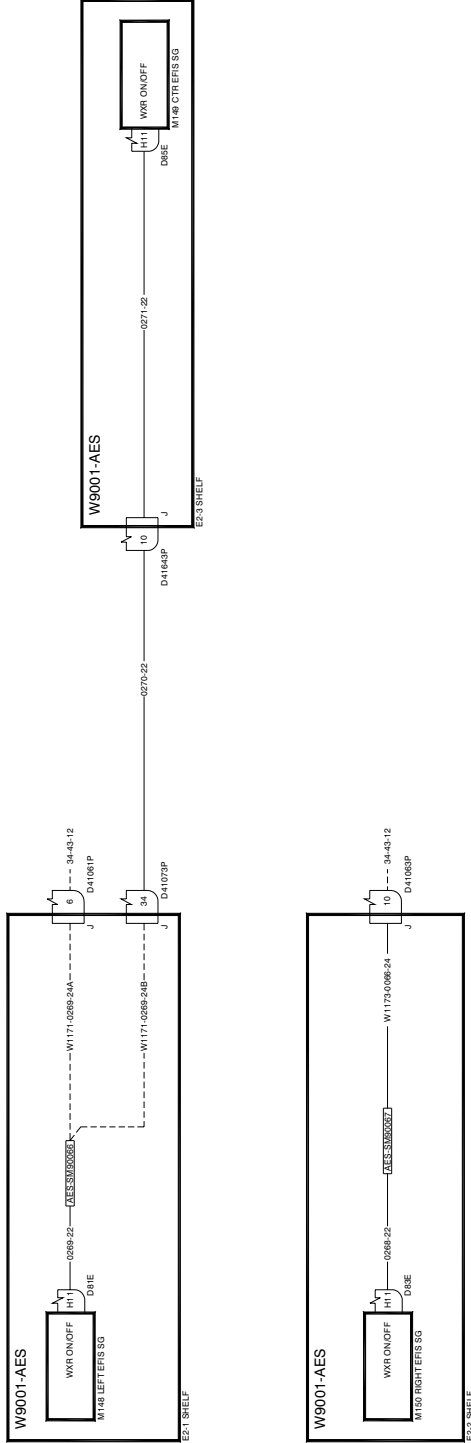 W9001-AES
WXR ON/OFF
M148 LEFT EFIS SG
H11
D81E
0269-22
AES-SM90066
W1171-0269-24A
W1171-0269-24B
6
J
D41061P
34-43-12
34
J
D41073P
E2-1 SHELF
0270-22
W9001-AES
10
J
D41643P
0271-22
H11
D85E
WXR ON/OFF
M149 CTR EFIS SG
E2-3 SHELF
W9001-AES
WXR ON/OFF
M150 RIGHT EFIS SG
H11
D83E
0268-22
AES-SM90067
W1173-0066-24
10
J
D41063P
34-43-12
E2-2 SHELF